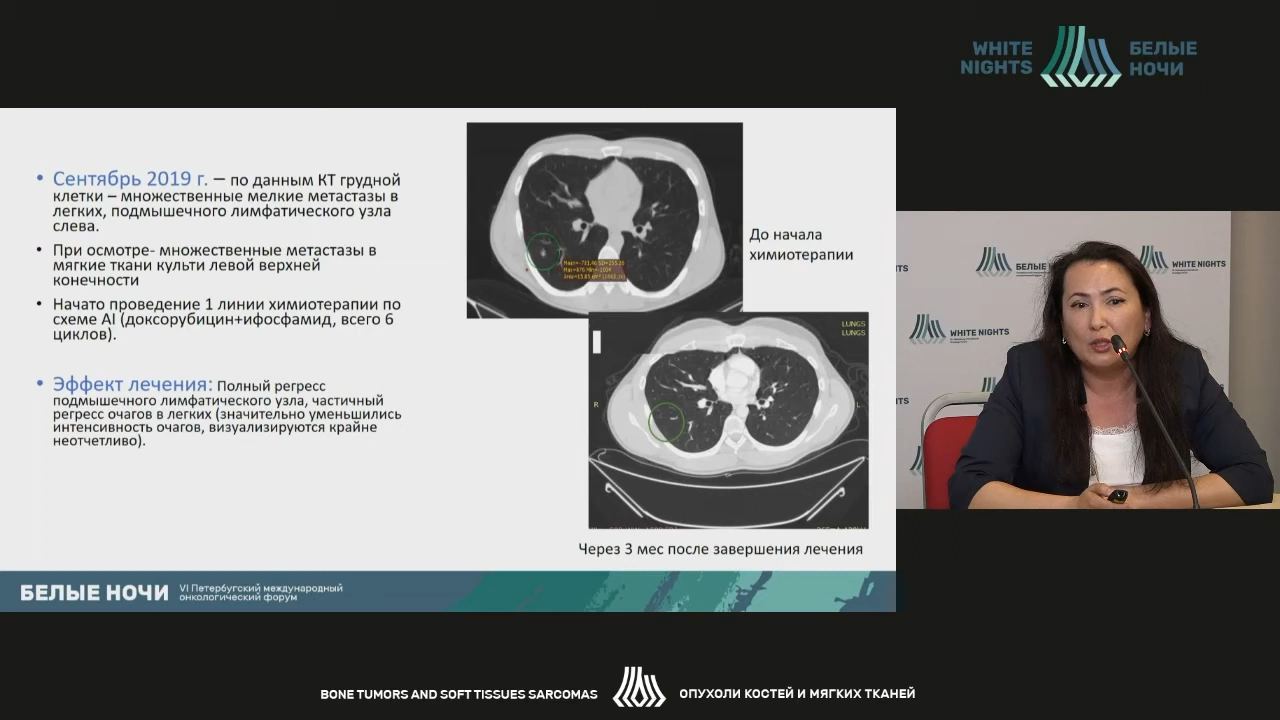 WHITE
NIGHTS
БЕЛЫЕ
НОЧИ
• Сентябрь 2019 г. – по данным КТ грудной
клетки – множественные мелкие метастазы в
легких, подмышечного лимфатического узла
слева.
• При осмотре- множественные метастазы в
мягкие ткани культи левой верхней
конечности
• Начато проведение 1 линии химиотерапии по
схеме AI (доксорубицин+ифосфамид, всего 6
циклов).
• Эффект лечения: Полный регресс
подмышечного лимфатического узла, частичный
регресс очагов в легких (значительно уменьшились
интенсивность очагов, визуализируются крайне
неотчетливо).
До начала
химиотерапии
LUNGS
LUNGS
R
L
Через 3 мес после завершения лечения
БЕЛЫЕ НОЧИ
VI Петербугский международный
онкологический форум
WHITE NIGHTS
WHITE NIGHTS
BONE TUMORS AND SOFT TISSUES SARCOMAS
ОПУХОЛИ КОСТЕЙ И МЯГКИХ ТКАНЕЙ